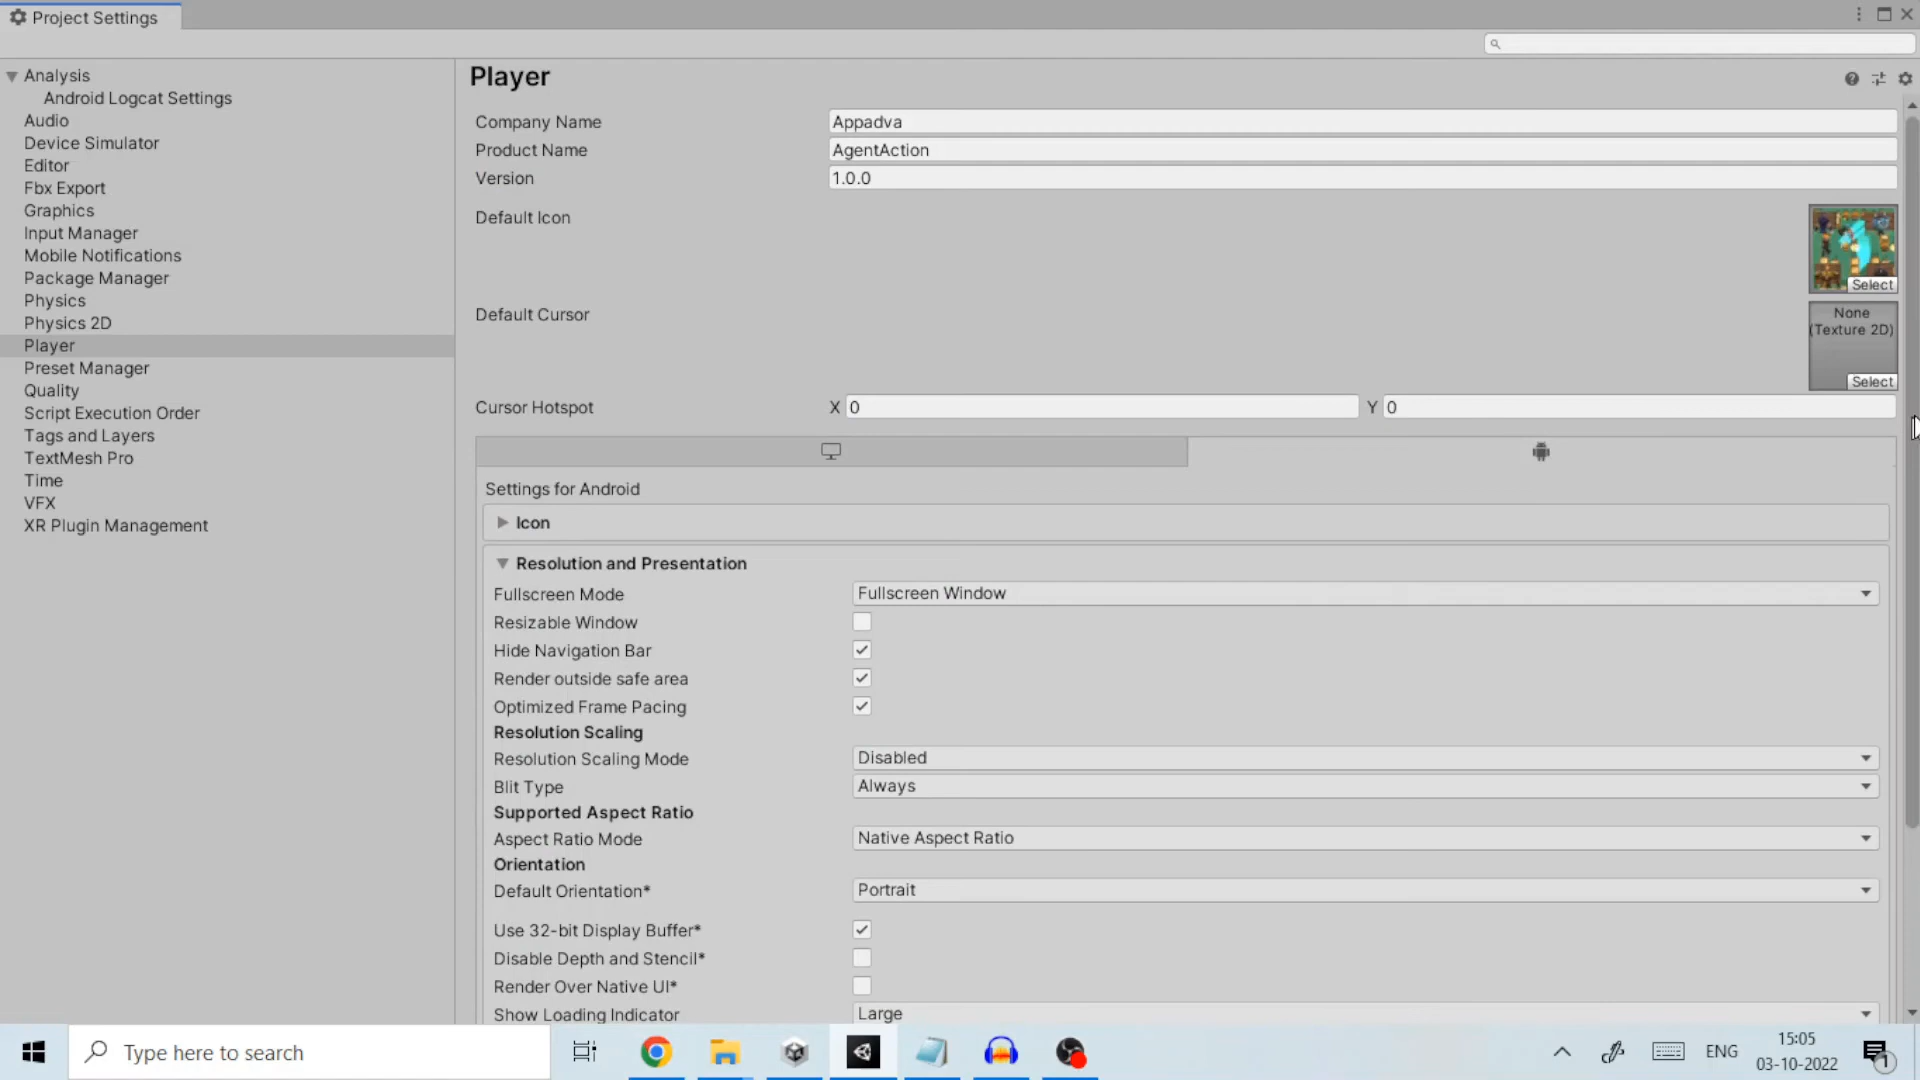 Project Settings
Analysis
Android Logcat Settings
Audio
Device Simulator
Editor
Fbx Export
Graphics
Input Manager
Mobile Notifications
Package Manager
Physics
Physics 2D
Player
Preset Manager
Quality
Script Execution Order
Tags and Layers
TextMesh Pro
Time
VFX
XR Plugin Management
Player
Company Name Appadva
Product Name AgentAction
Version 1.0.0
Default Icon
Select
Default Cursor
None
(Texture 2D)
Select
Cursor Hotspot X 0 Y 0
Settings for Android
Icon
Resolution and Presentation
Fullscreen Mode Fullscreen Window
Resizable Window
Hide Navigation Bar
Render outside safe area
Optimized Frame Pacing
Resolution Scaling
Resolution Scaling Mode Disabled
Blit Type Always
Supported Aspect Ratio
Aspect Ratio Mode Native Aspect Ratio
Orientation
Default Orientation* Portrait
Use 32-bit Display Buffer*
Disable Depth and Stencil*
Render Over Native UI*
Show Loading Indicator Large
Type here to search
ENG
15:05
03-10-2022
1